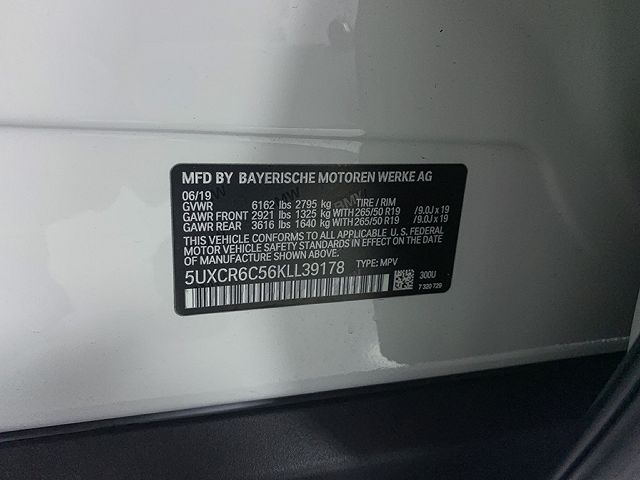 MFD BY BAYERISCHE MOTOREN WERKE AG
06/19
GVWR 6162 lbs 2795 kg TIRE / RIM
GAWR FRONT 2921 lbs 1325 kg WITH 265/50 R19 /9.0J x 19
GAWR REAR 3616 lbs 1640 kg WITH 265/50 R19 /9.0J x 19
THIS VEHICLE CONFORMS TO ALL APPLICABLE U. S. FEDERAL
MOTOR VEHICLE SAFETY STANDARDS IN EFFECT ON THE DATE OF
MANUFACTURE SHOWN ABOVE.
5UXCR6C56KLL39178 TYPE: MPV
300U
7 320 729